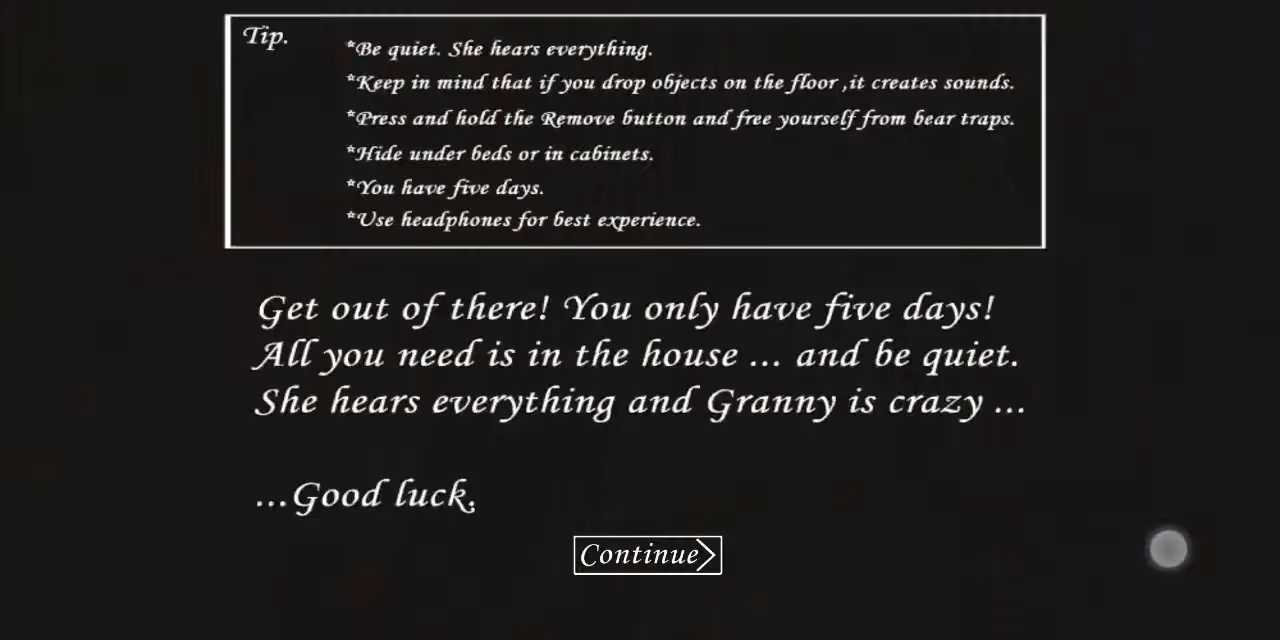 Tip.
*Be quiet. She hears everything.
*Keep in mind that if you drop objects on the floor ,it creates sounds.
*Press and hold the Remove button and free yourself from bear traps.
*Hide under beds or in cabinets.
*You have five days.
*Use headphones for best experience.
Get out of there! You only have five days!
All you need is in the house ... and be quiet.
She hears everything and Granny is crazy ...
...Good luck.
Continue>